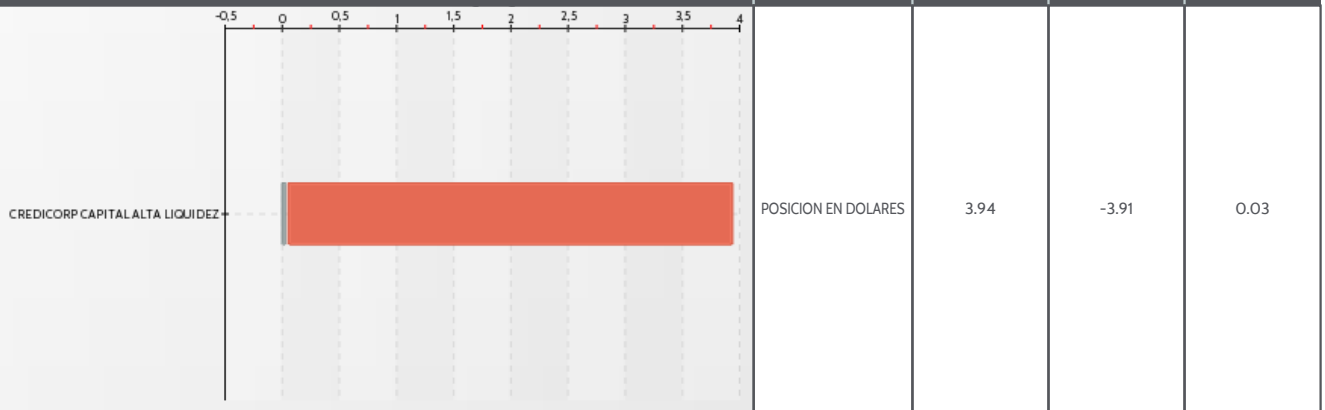 -0,5 0 0,5 1 1,5 2 2,5 3 3,5 4
CREDICORP CAPITAL ALTA LIQUIDEZ
POSICION EN DOLARES 3.94 -3.91 0.03